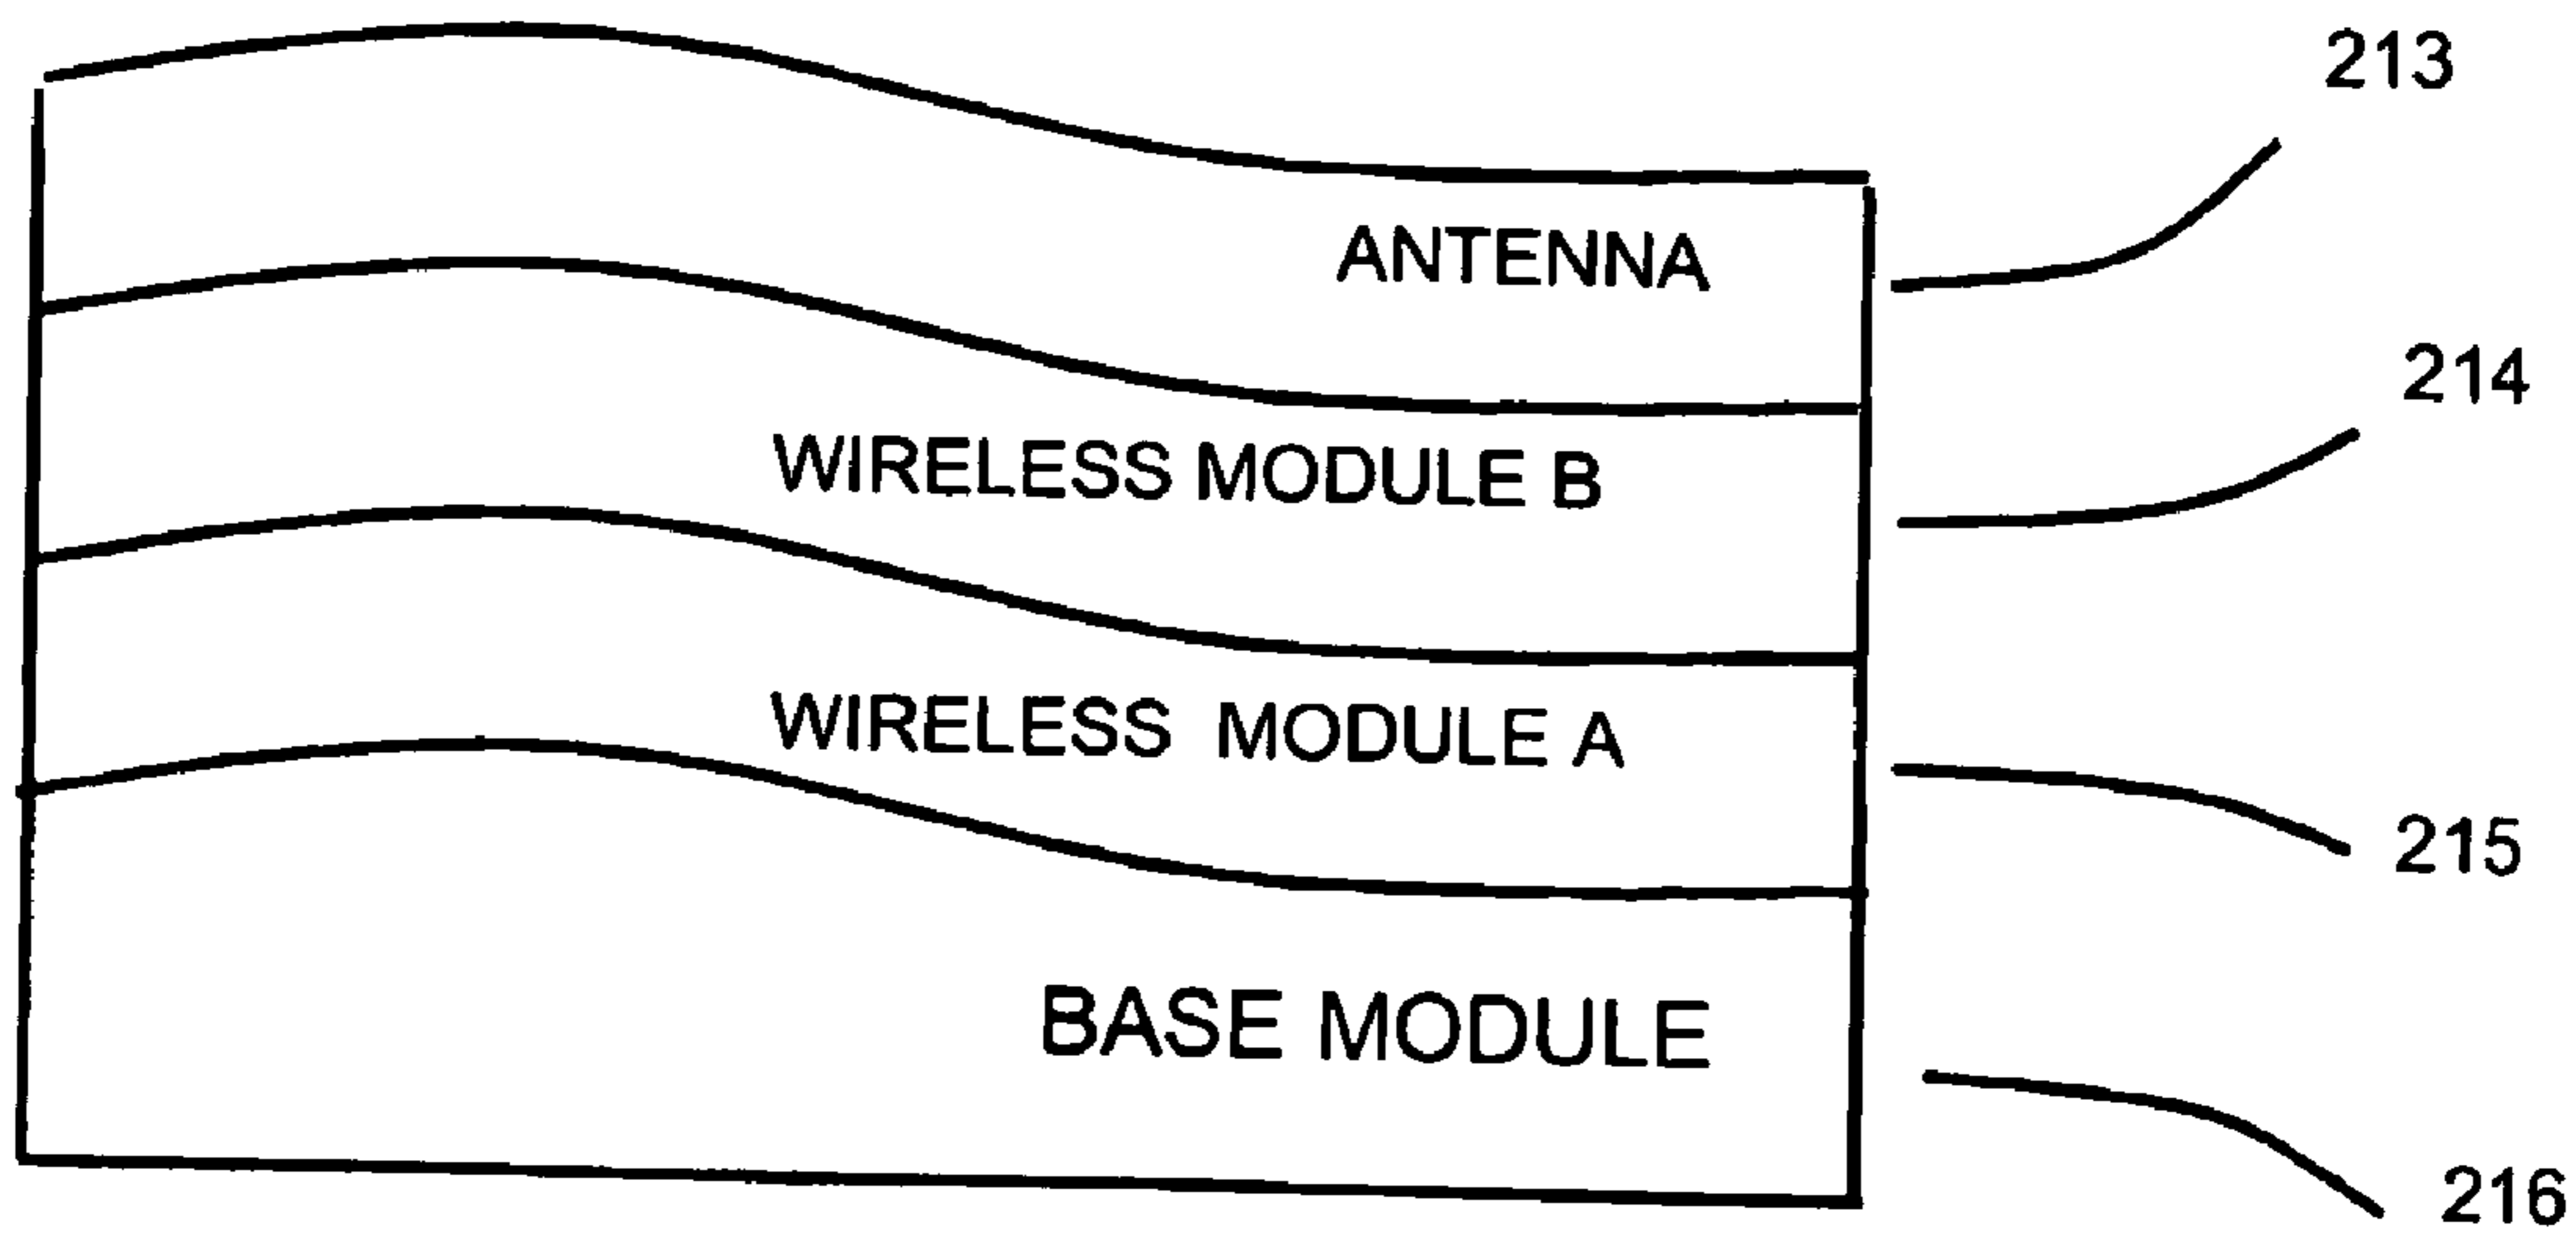 213
ANTENNA
214
WIRELESS MODULE B
WIRELESS MODULE A
215
BASE MODULE
216